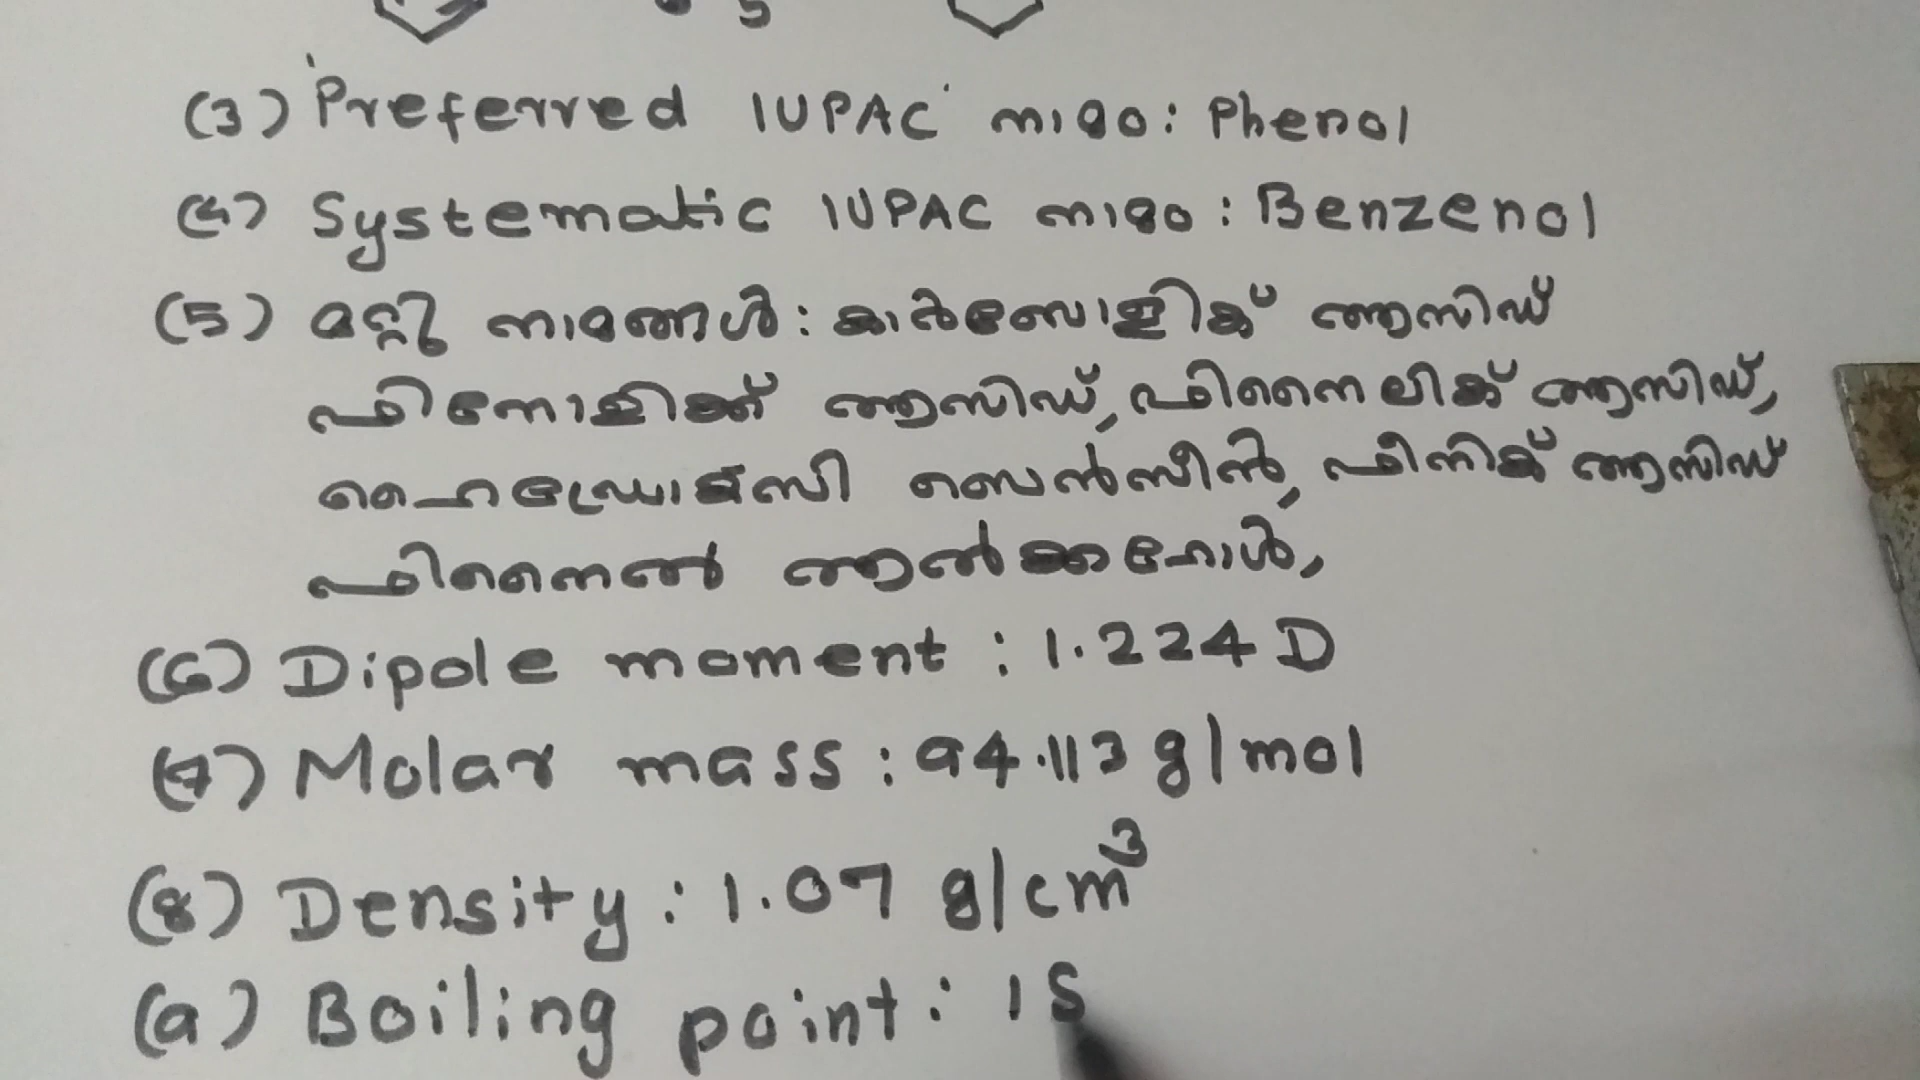 (3) Preferred IUPAC നാമം: Phenol
(4) Systematic IUPAC നാമം: Benzenol
(5) മറ്റു നാമങ്ങൾ: കാർബോളിക് ആസിഡ്
ഫിനോളിക്ക് ആസിഡ്, ഫിനൈലിക് ആസിഡ്,
ഹൈഡ്രോക്സി ബെൻസീൻ, ഫിനിക് ആസിഡ്
ഫിനൈൽ ആൽക്കഹോൾ,
(6) Dipole moment : 1.224 D
(7) Molar mass : 94.113 g/mol
(8) Density : 1.07 g/cm³
(9) Boiling point : 1